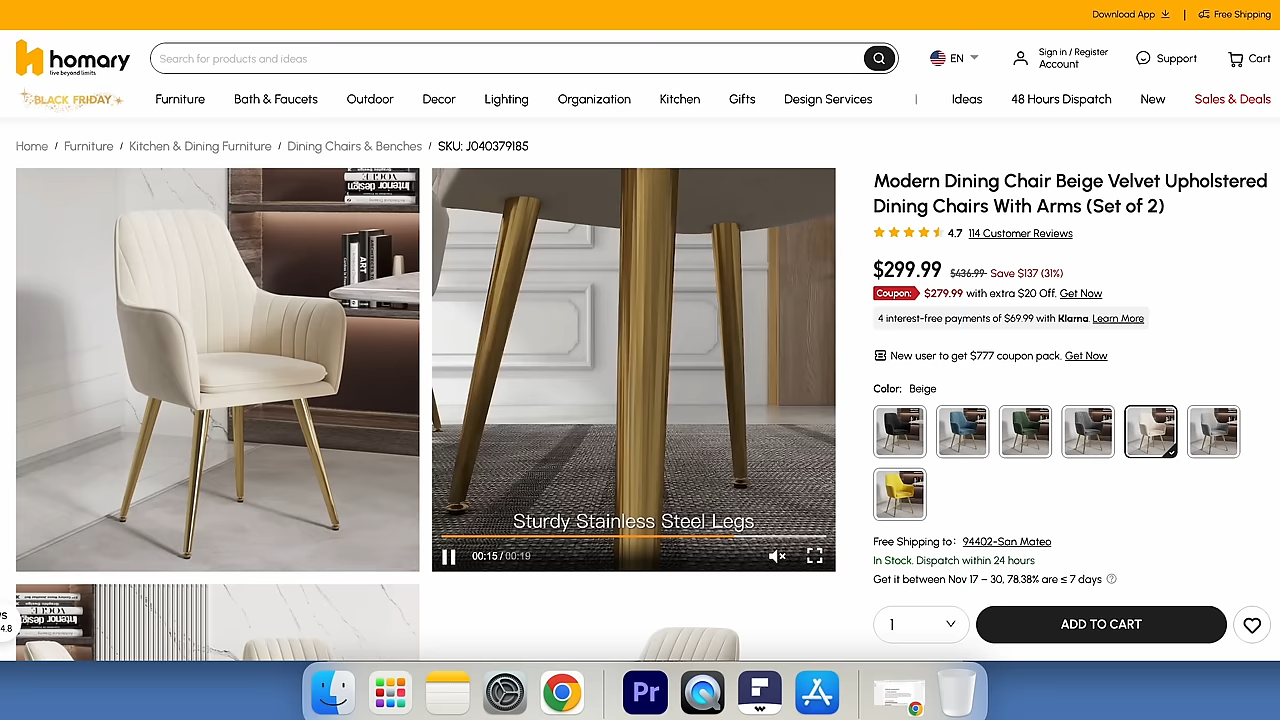 Download App | Free Shipping
homary
live beyond limits
Search for products and ideas
EN
Sign in / Register
Account
Support
Cart
BLACK FRIDAY
Furniture Bath & Faucets Outdoor Decor Lighting Organization Kitchen Gifts Design Services | Ideas 48 Hours Dispatch New Sales & Deals
Home / Furniture / Kitchen & Dining Furniture / Dining Chairs & Benches / SKU: J040379185
Interior design
ART
Sturdy Stainless Steel Legs
00:15 / 00:19
Modern Dining Chair Beige Velvet Upholstered
Dining Chairs With Arms (Set of 2)
4.7 114 Customer Reviews
$299.99 $436.99 Save $137 (31%)
Coupon: $279.99 with extra $20 Off, Get Now
4 interest-free payments of $69.99 with Klarna. Learn More
New user to get $777 coupon pack. Get Now
Color: Beige
Free Shipping to: 94402-San Mateo
In Stock. Dispatch within 24 hours
Get it between Nov 17 – 30, 78.38% are ≤ 7 days
1
ADD TO CART
4.8
Pr